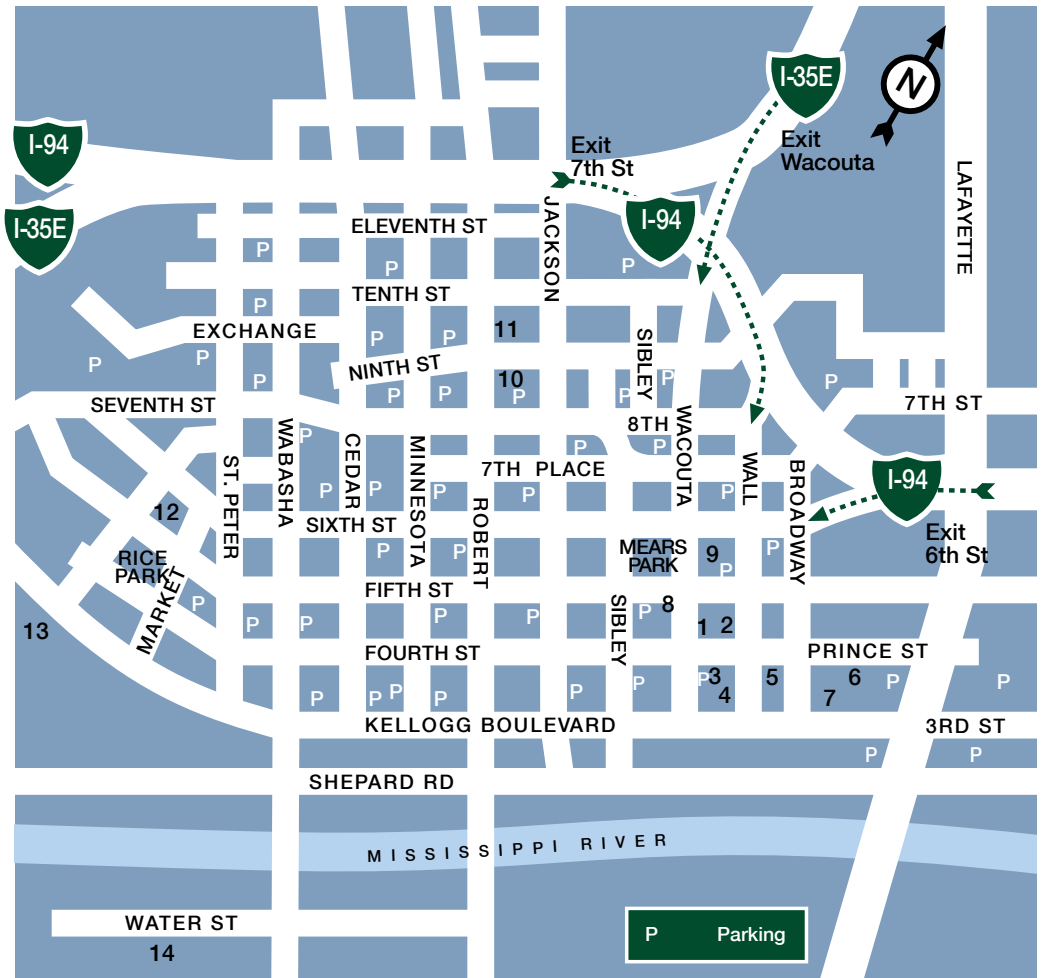 I-35E
N
I-94
Exit
7th St
Exit
Wacouta
LAFAYETTE
I-35E
I-94
JACKSON
ELEVENTH ST
P
P
P
TENTH ST
P
EXCHANGE
11
P
P
P
P
SIBLEY
NINTH ST
10
P
P
P
P
P
P
P
SEVENTH ST
7TH ST
8TH
WACOUTA
WABASHA
P
CEDAR
MINNESOTA
P
P
ST. PETER
7TH PLACE
WALL
BROADWAY
I-94
P
P
P
P
P
12
ROBERT
SIXTH ST
Exit
6th St
RICE
PARK
P
P
MEARS
PARK
9
P
P
MARKET
FIFTH ST
P
SIBLEY
P
8
P
P
P
P
13
1
2
FOURTH ST
PRINCE ST
P
P
P
P
P
P
P
3
4
5
6
7
P
P
KELLOGG BOULEVARD
3RD ST
P
P
SHEPARD RD
MISSISSIPPI RIVER
WATER ST
14
P Parking